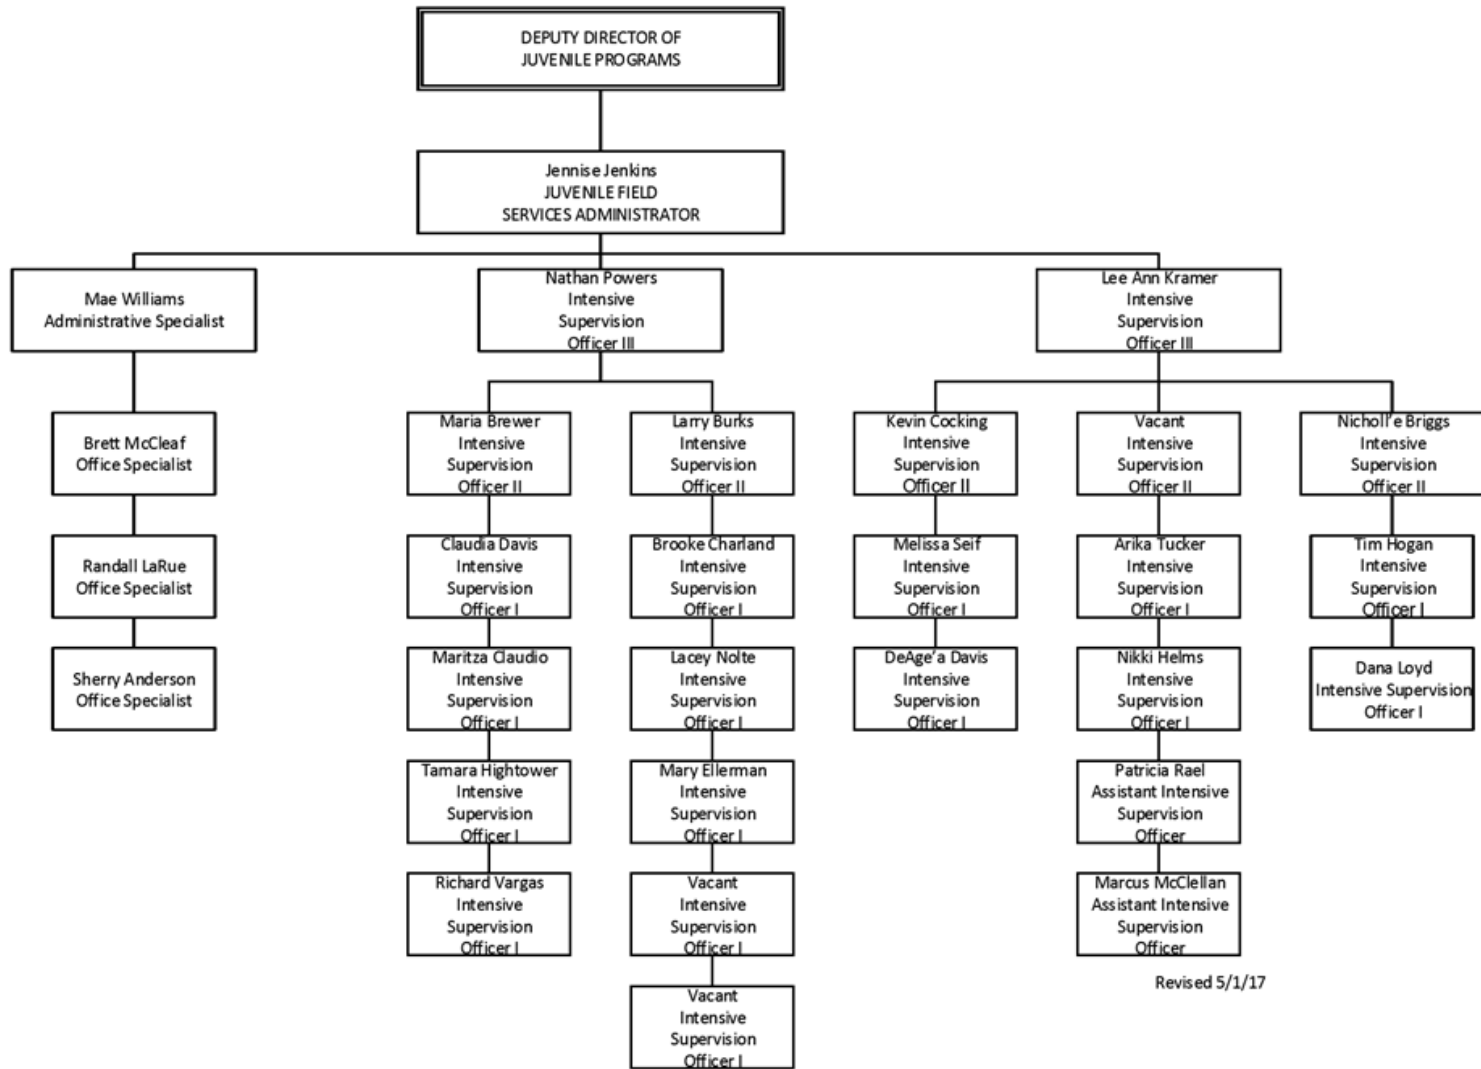 DEPUTY DIRECTOR OF
JUVENILE PROGRAMS
Jennise Jenkins
JUVENILE FIELD
SERVICES ADMINISTRATOR
Mae Williams
Administrative Specialist
Nathan Powers
Intensive
Supervision
Officer III
Lee Ann Kramer
Intensive
Supervision
Officer III
Brett McCleaf
Office Specialist
Randall LaRue
Office Specialist
Sherry Anderson
Office Specialist
Maria Brewer
Intensive
Supervision
Officer II
Claudia Davis
Intensive
Supervision
Officer I
Maritza Claudio
Intensive
Supervision
Officer I
Tamara Hightower
Intensive
Supervision
Officer I
Richard Vargas
Intensive
Supervision
Officer I
Larry Burks
Intensive
Supervision
Officer II
Brooke Charland
Intensive
Supervision
Officer I
Lacey Nolte
Intensive
Supervision
Officer I
Mary Ellerman
Intensive
Supervision
Officer I
Vacant
Intensive
Supervision
Officer I
Vacant
Intensive
Supervision
Officer I
Kevin Cocking
Intensive
Supervision
Officer II
Melissa Seif
Intensive
Supervision
Officer I
DeAge’a Davis
Intensive
Supervision
Officer I
Vacant
Intensive
Supervision
Officer II
Arika Tucker
Intensive
Supervision
Officer I
Nikki Helms
Intensive
Supervision
Officer I
Patricia Rael
Assistant Intensive
Supervision
Officer
Marcus McClellan
Assistant Intensive
Supervision
Officer
Nicholl’e Briggs
Intensive
Supervision
Officer II
Tim Hogan
Intensive
Supervision
Officer I
Dana Loyd
Intensive Supervision
Officer I
Revised 5/1/17